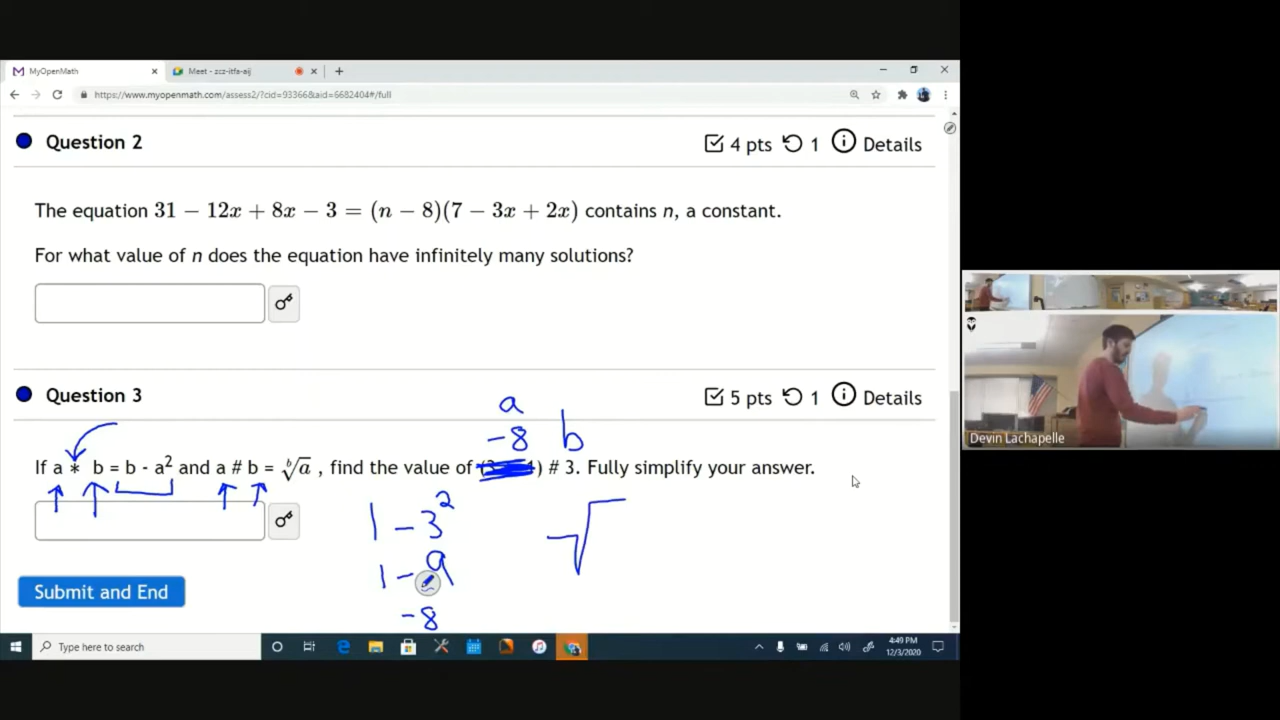 MyOpenMath
Meet - zcz-itfa-aij
https://www.myopenmath.com/assess2/?cid=93366&aid=6682404#/full
Question 2
4 pts 1 Details
The equation 31 − 12x + 8x − 3 = (n − 8)(7 − 3x + 2x) contains n, a constant.
For what value of n does the equation have infinitely many solutions?
Question 3
5 pts 1 Details
a
-8 b
If a * b = b - a² and a # b = ᵇ√a , find the value of ) # 3. Fully simplify your answer.
1 - 3²
1 - 9
-8
√
Submit and End
Devin Lachapelle
Type here to search
4:49 PM
12/3/2020